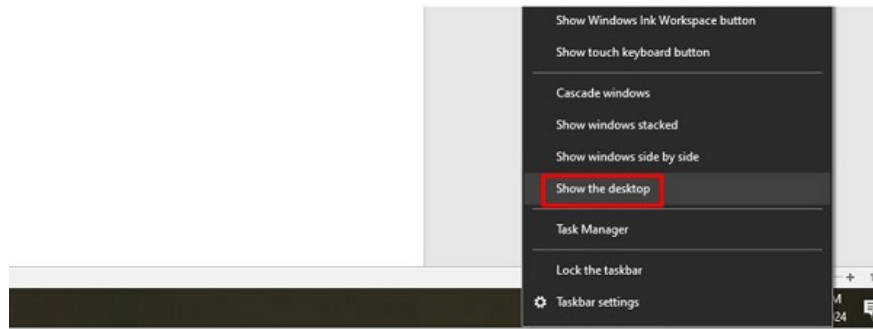 Show Windows Ink Workspace button
Show touch keyboard button
Cascade windows
Show windows stacked
Show windows side by side
Show the desktop
Task Manager
Lock the taskbar
Taskbar settings